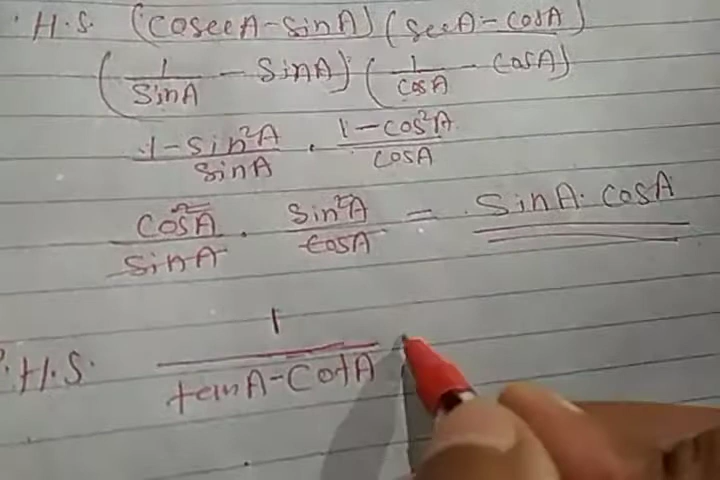 .H.S. (CosecA-SinA) (SecA-CosA)
(1/SinA - SinA) (1/CosA - CosA)
1-Sin²A/SinA . 1-Cos²A/CosA
Cos²A/SinA . Sin²A/CosA = SinA. CosA
.H.S. 1/tanA-CotA